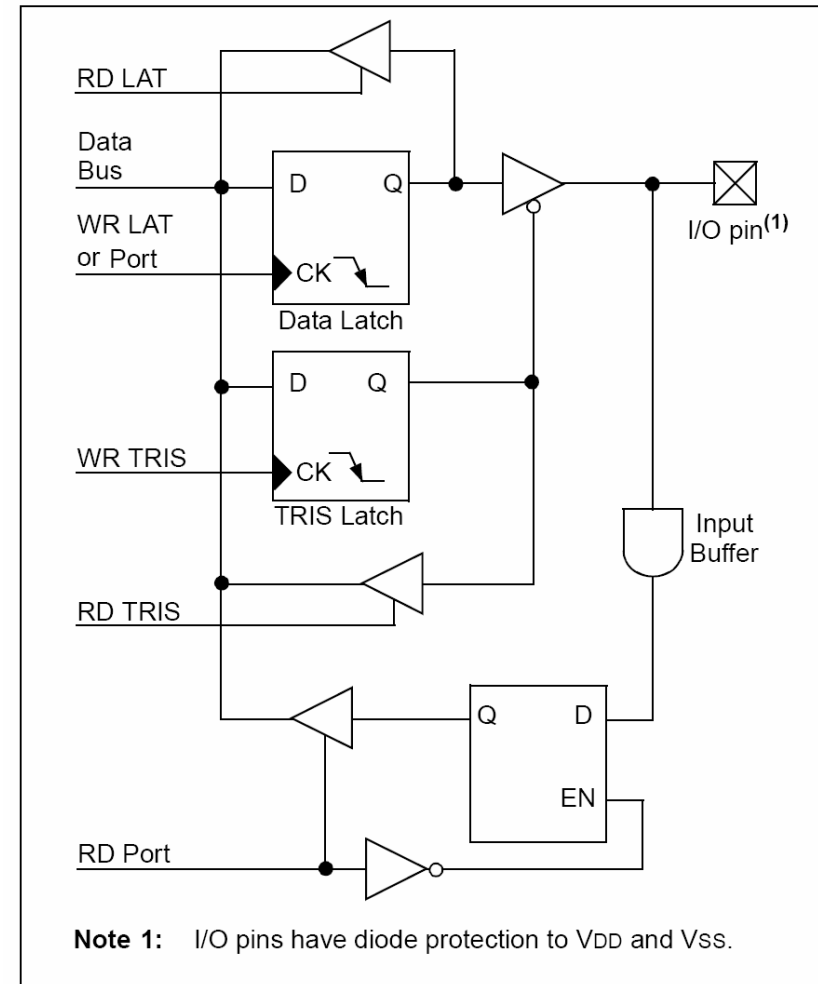 RD LAT
Data
Bus
D
Q
WR LAT
or Port
CK
Data Latch
I/O pin(1)
D
Q
WR TRIS
CK
TRIS Latch
Input
Buffer
RD TRIS
Q
D
EN
RD Port
Note 1: I/O pins have diode protection to VDD and VSS.